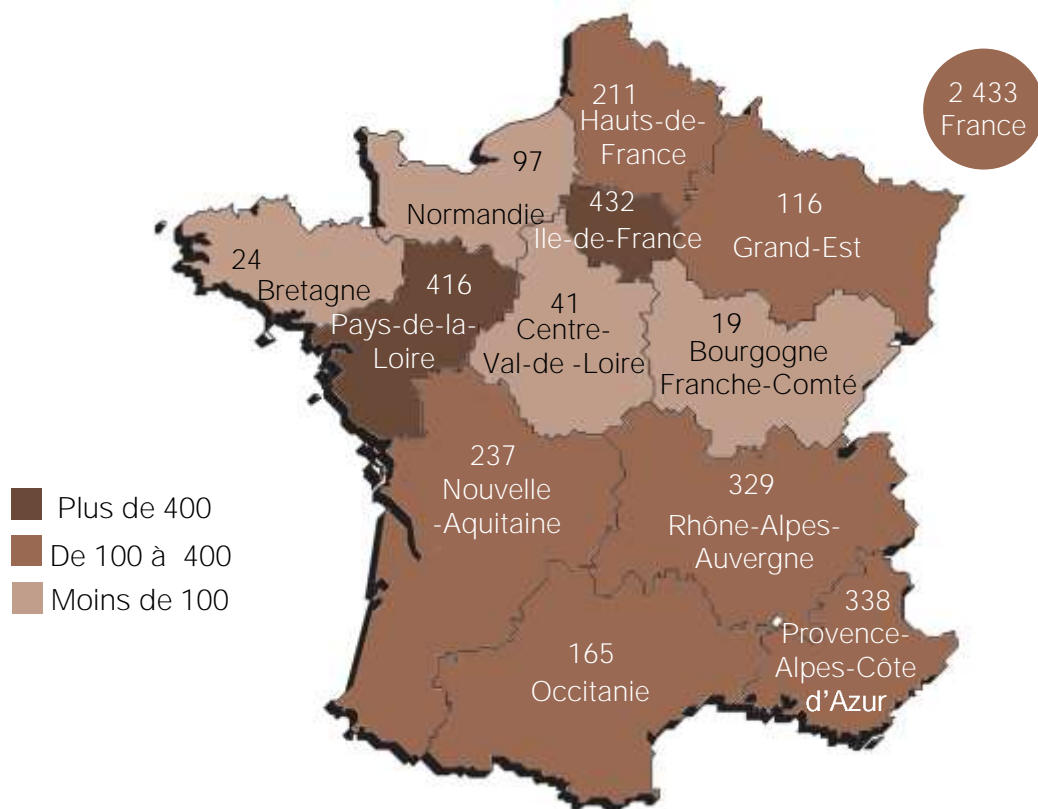 211
Hauts-de-
France
2 433
France
97
Normandie
432
Ile-de-France
116
Grand-Est
24
Bretagne
416
Pays-de-la-
Loire
41
Centre-
Val-de -Loire
19
Bourgogne
Franche-Comté
237
Nouvelle
-Aquitaine
329
Rhône-Alpes-
Auvergne
338
Provence-
Alpes-Côte
d’Azur
165
Occitanie
Plus de 400
De 100 à 400
Moins de 100